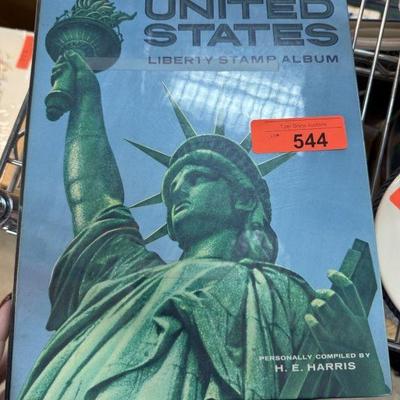 UNITED
STATES
LIBERTY STAMP ALBUM
544
PERSONALLY COMPILED BY
H. E. HARRIS